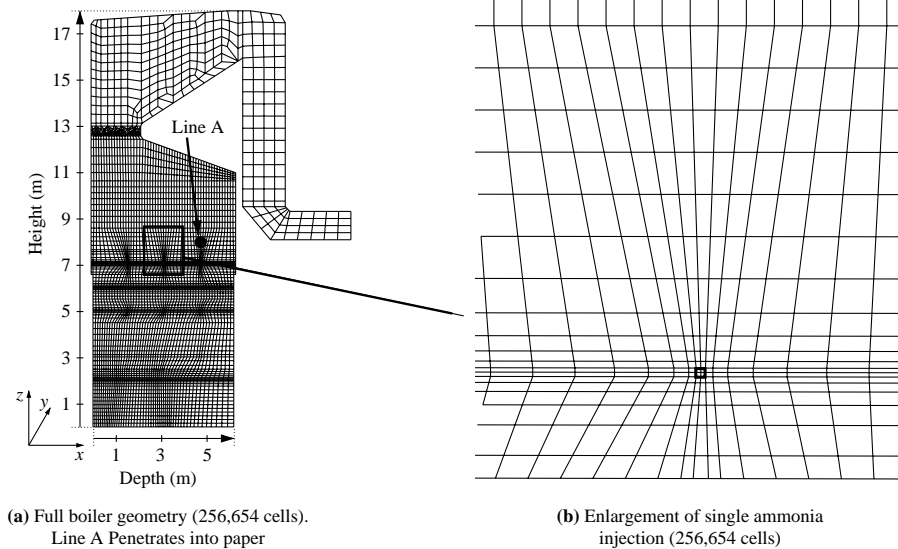 17
15
13
11
9
7
5
3
1
Height (m)
Line A
z
y
x
1 3 5
Depth (m)
(a) Full boiler geometry (256,654 cells).
Line A Penetrates into paper
(b) Enlargement of single ammonia
injection (256,654 cells)